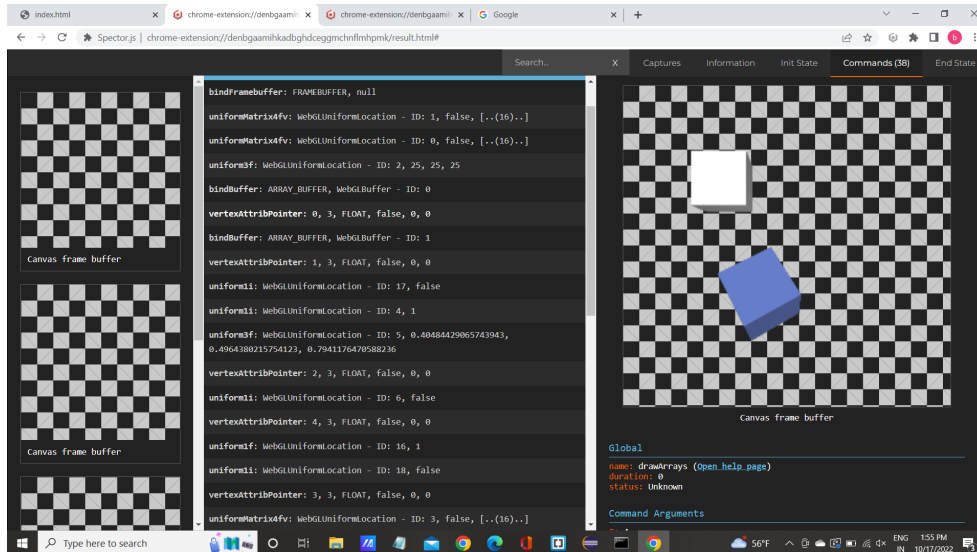 index.html
chrome-extension://denbgaamih
chrome-extension://denbgaamih
Google
Spector.js | chrome-extension://denbgaamihkadbghdceggmchnflmhpmk/result.html#
Search...
X
Captures
Information
Init State
Commands (38)
End State
Canvas frame buffer
Canvas frame buffer
bindFramebuffer: FRAMEBUFFER, null
uniformMatrix4fv: WebGLUniformLocation - ID: 1, false, [..(16)..]
uniformMatrix4fv: WebGLUniformLocation - ID: 0, false, [..(16)..]
uniform3f: WebGLUniformLocation - ID: 2, 25, 25, 25
bindBuffer: ARRAY_BUFFER, WebGLBuffer - ID: 0
vertexAttribPointer: 0, 3, FLOAT, false, 0, 0
bindBuffer: ARRAY_BUFFER, WebGLBuffer - ID: 1
vertexAttribPointer: 1, 3, FLOAT, false, 0, 0
uniform1i: WebGLUniformLocation - ID: 17, false
uniform1i: WebGLUniformLocation - ID: 4, 1
uniform3f: WebGLUniformLocation - ID: 5, 0.40484429065743943,
0.4964380215754123, 0.7941176470588236
vertexAttribPointer: 2, 3, FLOAT, false, 0, 0
uniform1i: WebGLUniformLocation - ID: 6, false
vertexAttribPointer: 4, 3, FLOAT, false, 0, 0
uniform1f: WebGLUniformLocation - ID: 16, 1
uniform1i: WebGLUniformLocation - ID: 18, false
vertexAttribPointer: 3, 3, FLOAT, false, 0, 0
uniformMatrix4fv: WebGLUniformLocation - ID: 3, false, [..(16)..]
Canvas frame buffer
Global
name: drawArrays (Open help page)
duration: 0
status: Unknown
Command Arguments
Type here to search
56°F
ENG
IN
1:55 PM
10/17/2022